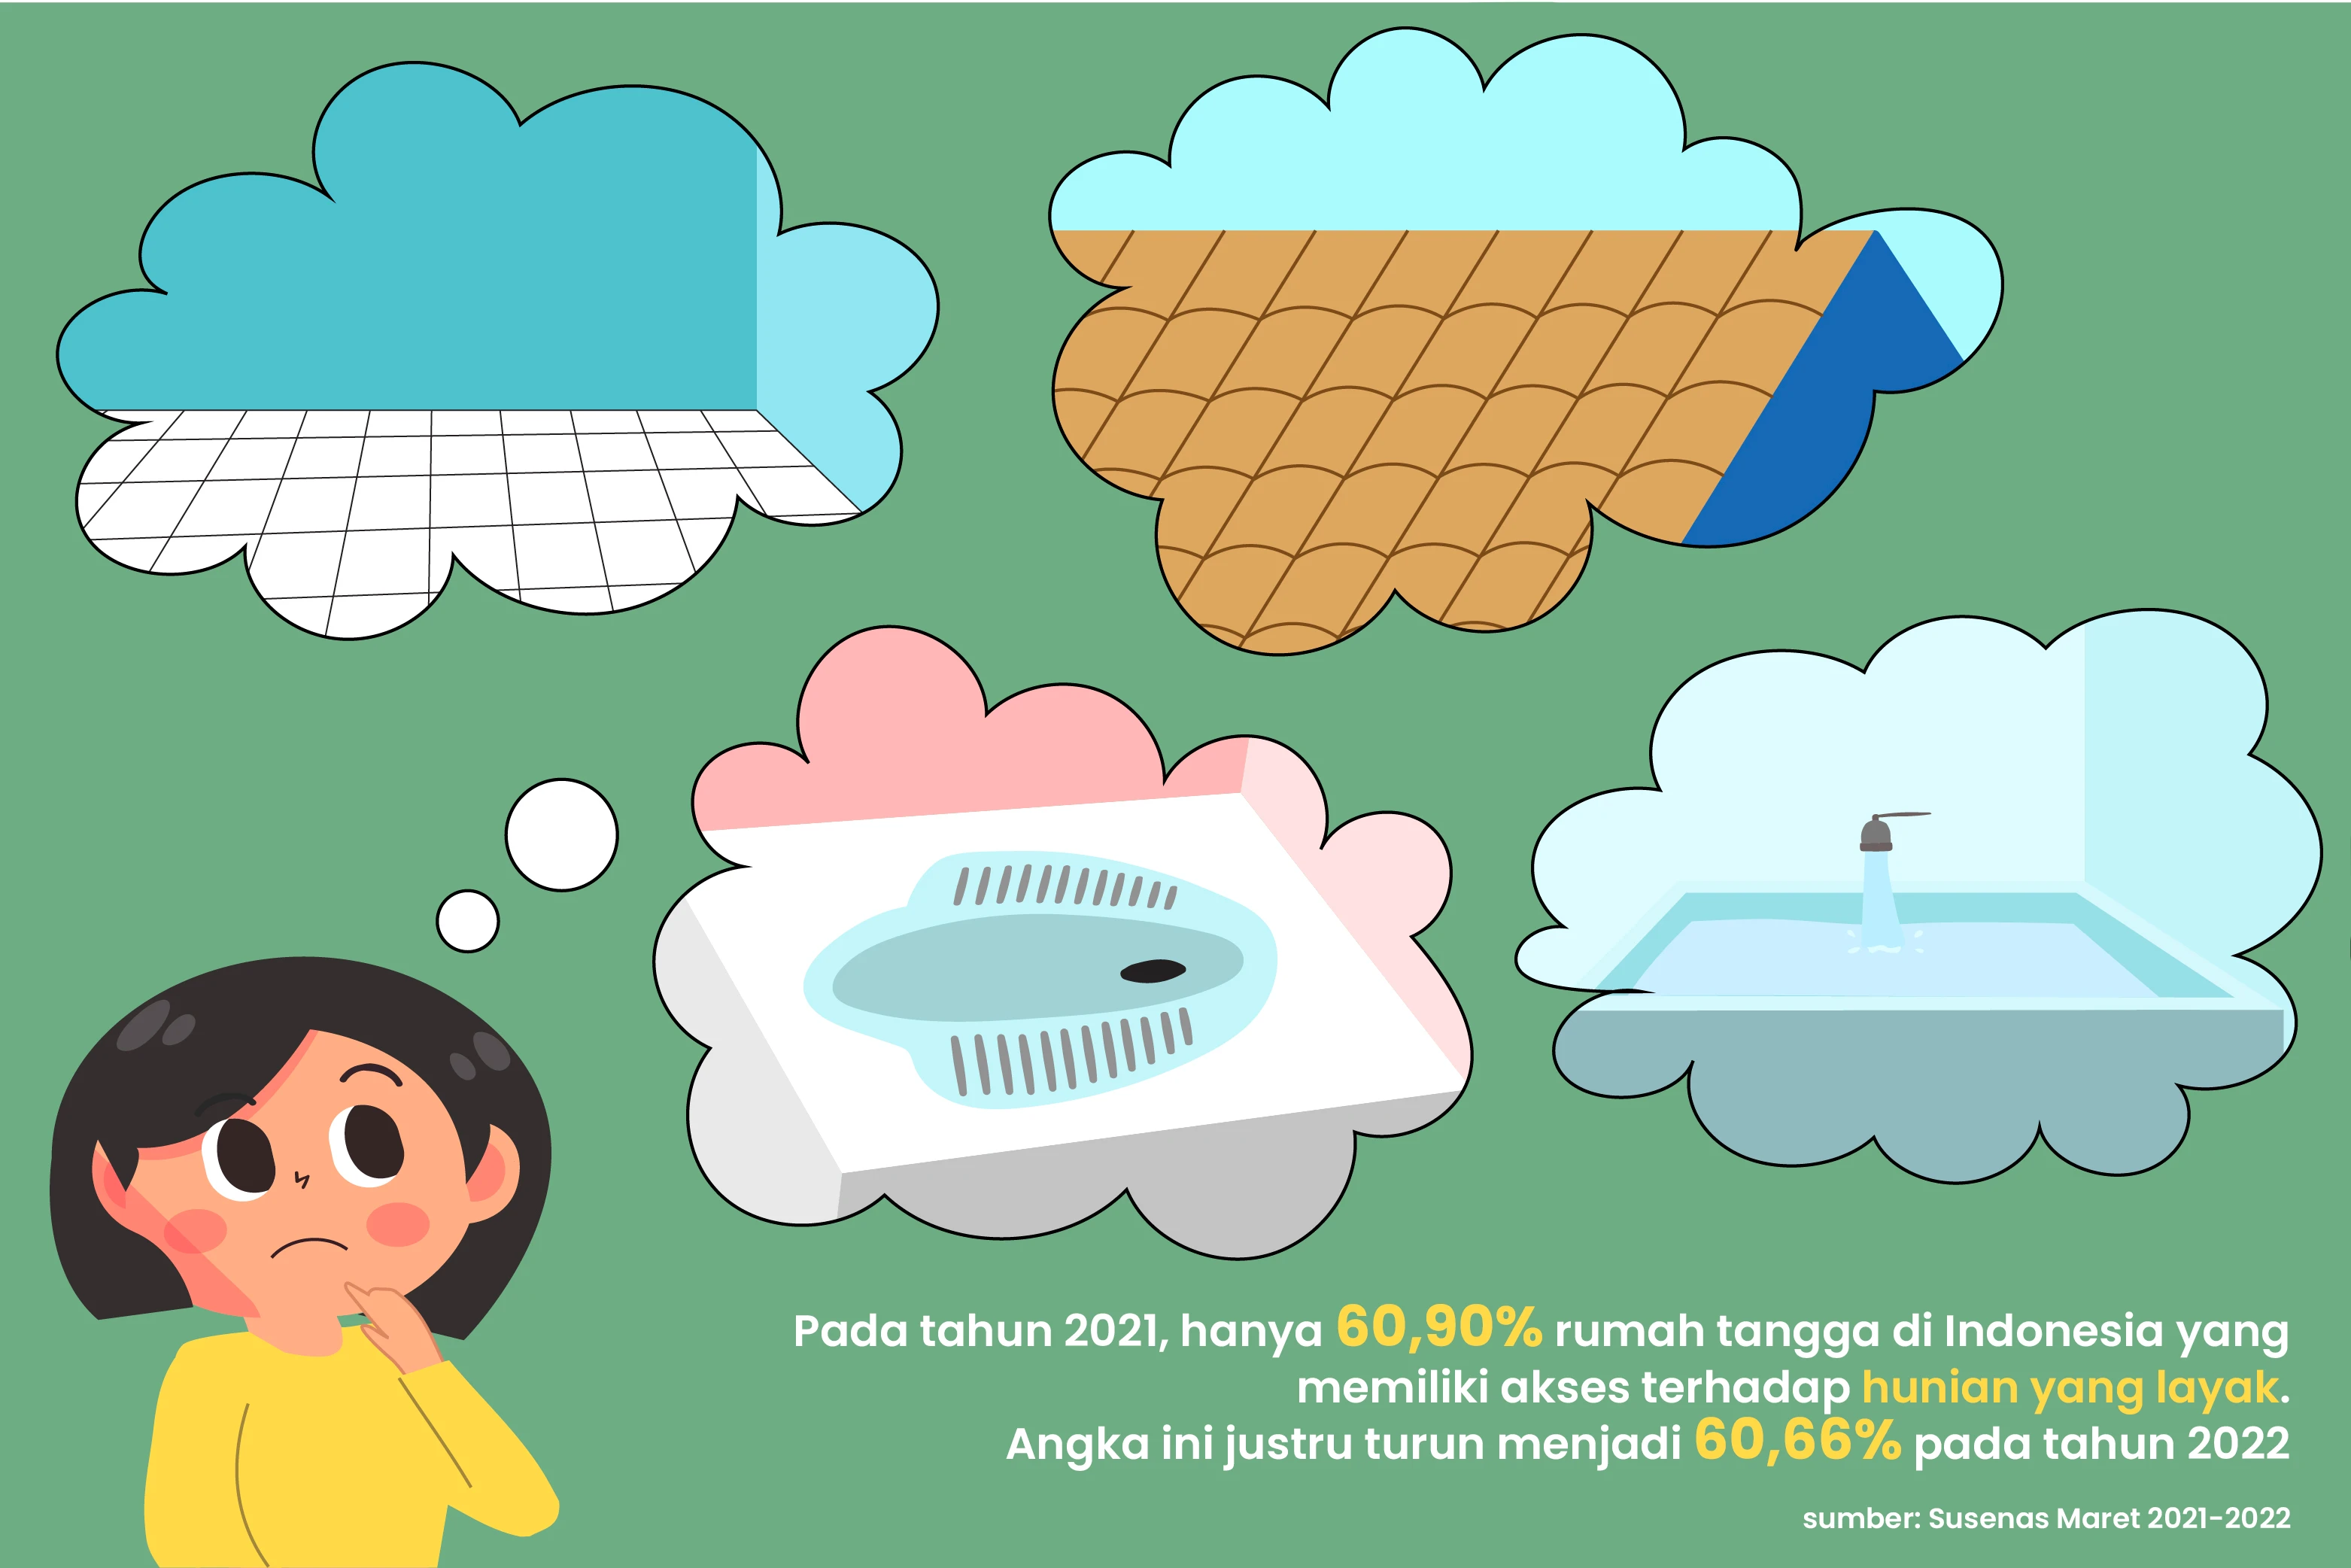 Pada tahun 2021, hanya 60,90% rumah tangga di Indonesia yang
memiliki akses terhadap hunian yang layak.
Angka ini justru turun menjadi 60,66% pada tahun 2022
sumber: Susenas Maret 2021-2022